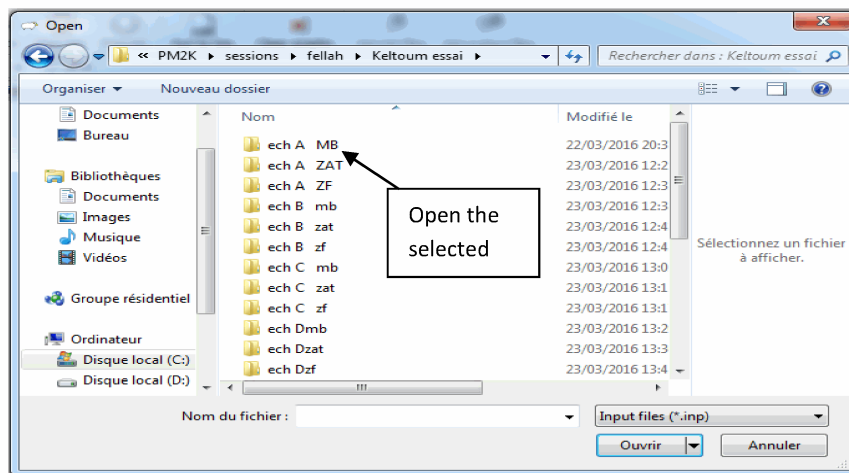 Open
« PM2K ▸ sessions ▸ fellah ▸ Keltoum essai ▸
Rechercher dans : Keltoum essai
Organiser Nouveau dossier
Documents
Bureau
Bibliothèques
Documents
Images
Musique
Vidéos
Groupe résidentiel
Ordinateur
Disque local (C:)
Disque local (D:)
Nom Modifié le
ech A MB 22/03/2016 20:3
ech A ZAT 23/03/2016 12:2
ech A ZF 23/03/2016 12:3
ech B mb 23/03/2016 12:3
ech B zat 23/03/2016 12:4
ech B zf 23/03/2016 12:4
ech C mb 23/03/2016 13:0
ech C zat 23/03/2016 13:1
ech C zf 23/03/2016 13:1
ech Dmb 23/03/2016 13:2
ech Dzat 23/03/2016 13:3
ech Dzf 23/03/2016 13:4
Open the
selected
Sélectionnez un fichier
à afficher.
Nom du fichier :
Input files (*.inp)
Ouvrir Annuler